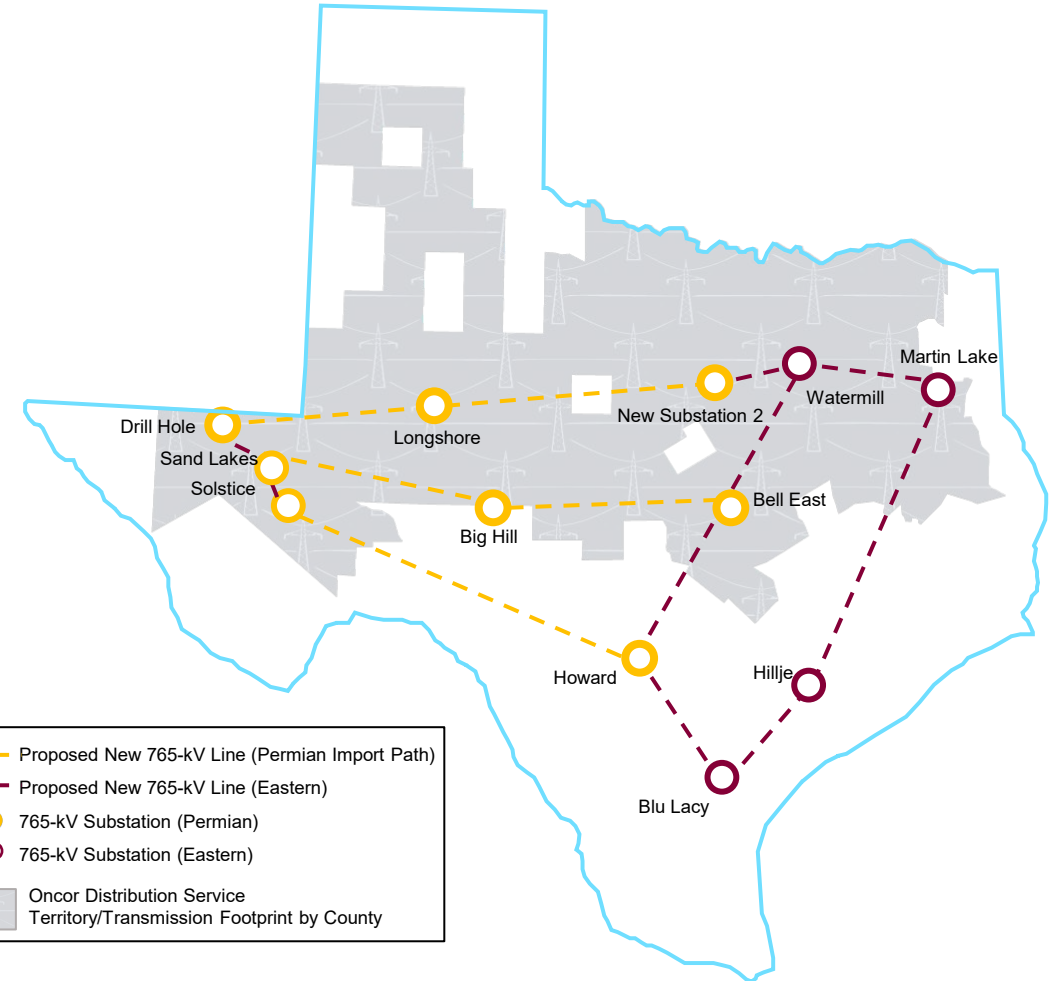 Martin Lake
Watermill
New Substation 2
Drill Hole
Longshore
Sand Lakes
Solstice
Bell East
Big Hill
Howard
Hillje
Blu Lacy
Proposed New 765-kV Line (Permian Import Path)
Proposed New 765-kV Line (Eastern)
765-kV Substation (Permian)
765-kV Substation (Eastern)
Oncor Distribution Service
Territory/Transmission Footprint by County